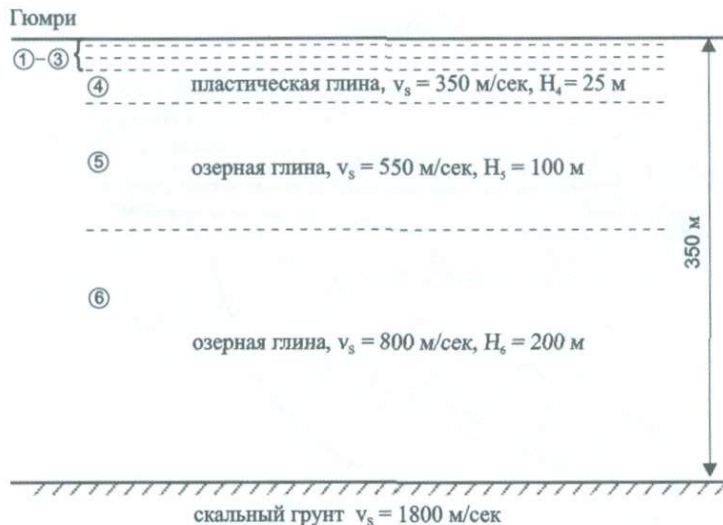 Гюмри
①–③
④ пластическая глина, vₛ = 350 м/сек, H₄ = 25 м
⑤ озерная глина, vₛ = 550 м/сек, H₅ = 100 м
350 м
⑥
озерная глина, vₛ = 800 м/сек, H₆ = 200 м
скальный грунт vₛ = 1800 м/сек